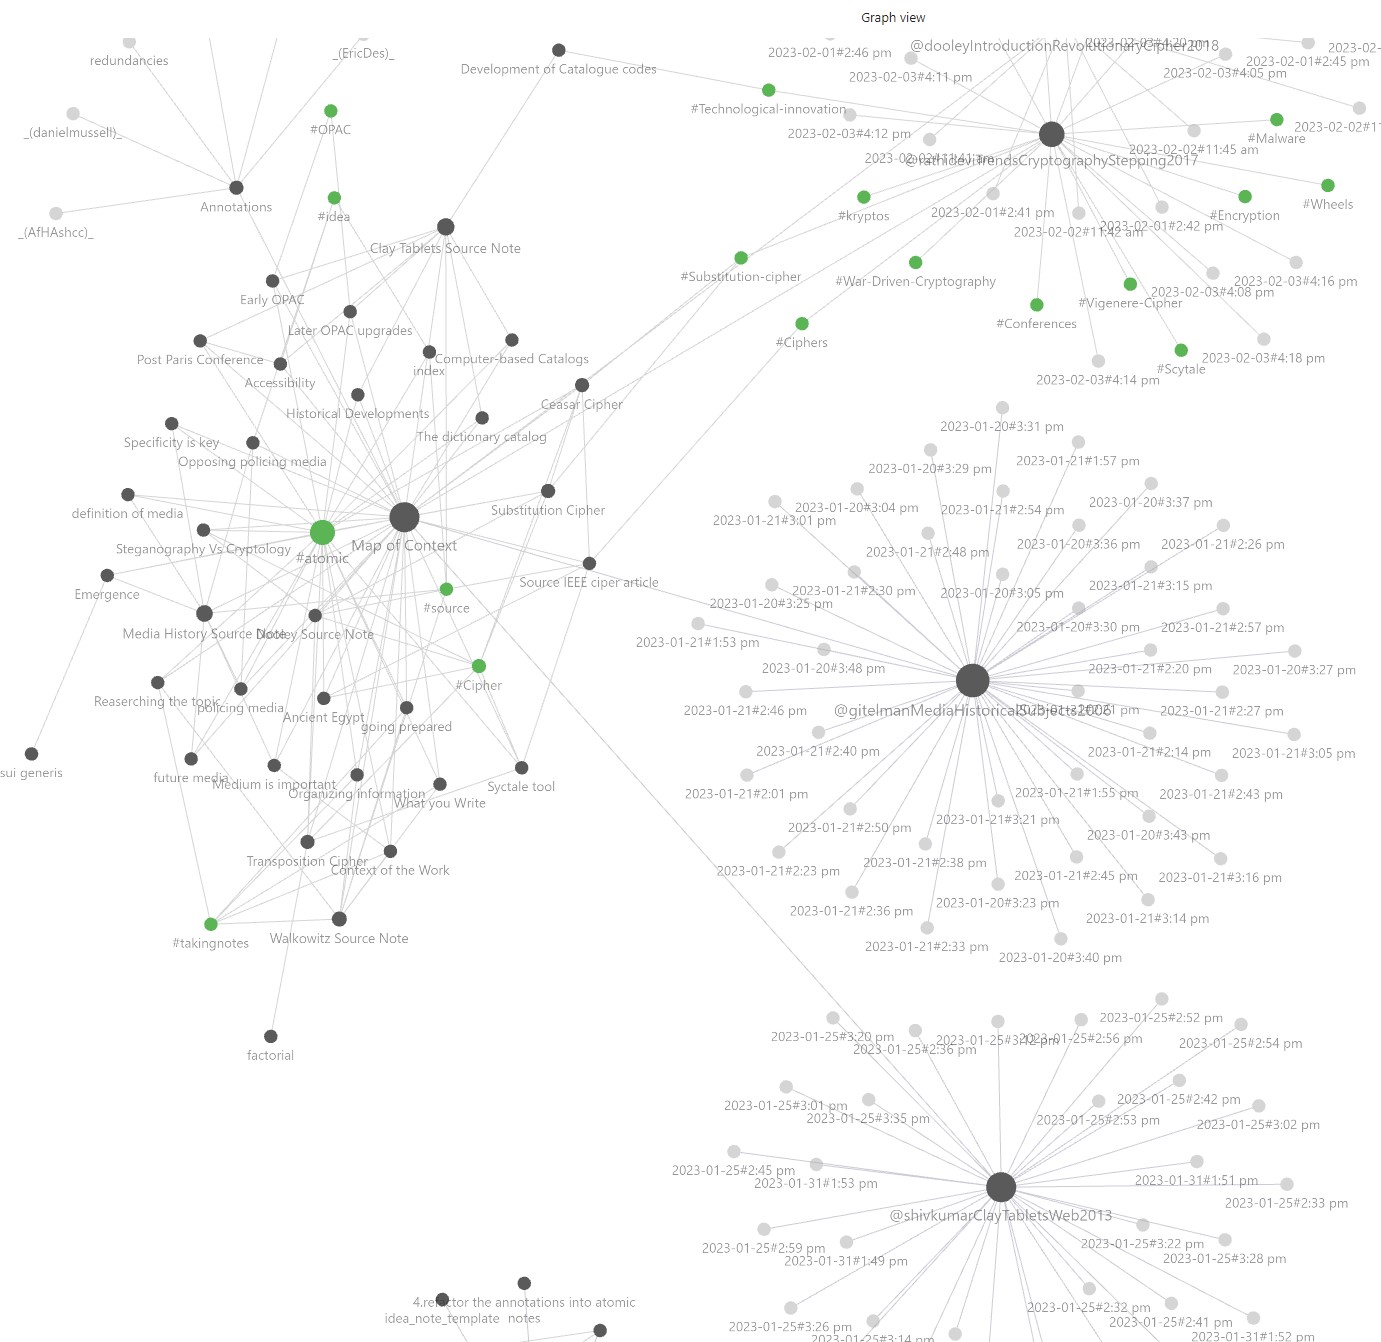 Graph view
@dooleyIntroductionRevolutionaryCipher2018
2023-02-03#4:20 pm
2023-02-01#2:46 pm
2023-02-01#2:45 pm
2023-02-03#4:11 pm
2023-02-03#4:05 pm
redundancies
_(EricDes)_
Development of Catalogue codes
#Technological-innovation
#OPAC
_(danielmussell)_
2023-02-03#4:12 pm
#Malware
2023-02-02#11:45 am
TrendsCryptographyStepping2017
Annotations
#idea
#kryptos
2023-02-01#2:41 pm
#Encryption
#Wheels
_(AfHAshcc)_
2023-02-02#11:42 am
2023-02-01#2:42 pm
Clay Tablets Source Note
#Substitution-cipher
#War-Driven-Cryptography
2023-02-03#4:16 pm
2023-02-03#4:08 pm
Early OPAC
#Vigenere-Cipher
Later OPAC upgrades
#Conferences
#Ciphers
Post Paris Conference
Computer-based Catalogs
2023-02-03#4:18 pm
index
#Scytale
Accessibility
2023-02-03#4:14 pm
Historical Developments
Ceasar Cipher
2023-01-20#3:31 pm
The dictionary catalog
Specificity is key
Opposing policing media
2023-01-21#1:57 pm
2023-01-20#3:29 pm
2023-01-20#3:37 pm
2023-01-20#3:04 pm
2023-01-21#2:54 pm
definition of media
Substitution Cipher
2023-01-21#3:01 pm
Steganography Vs Cryptology
Map of Context
#atomic
2023-01-20#3:36 pm
2023-01-21#2:26 pm
2023-01-21#2:48 pm
Source IEEE ciper article
2023-01-21#3:15 pm
Emergence
2023-01-21#2:30 pm
2023-01-20#3:05 pm
2023-01-20#3:25 pm
#source
Media History Source Note
Dooley Source Note
2023-01-20#3:30 pm
2023-01-21#2:57 pm
2023-01-21#1:53 pm
2023-01-20#3:48 pm
2023-01-21#2:20 pm
2023-01-20#3:27 pm
#Cipher
Reaserching the topic
policing media
Ancient Egypt
going prepared
2023-01-21#2:46 pm
@gitelmanMediaHistoricalSubjects2006
2023-01-21#2:27 pm
2023-01-21#2:40 pm
2023-01-21#2:14 pm
2023-01-21#3:05 pm
sui generis
future media
Medium is important
Organizing information
What you Write
Syctale tool
2023-01-21#2:01 pm
2023-01-21#1:55 pm
2023-01-21#2:43 pm
2023-01-21#3:21 pm
2023-01-21#2:50 pm
2023-01-20#3:43 pm
Transposition Cipher
Context of the Work
2023-01-21#2:23 pm
2023-01-21#2:38 pm
2023-01-21#2:45 pm
2023-01-21#3:16 pm
2023-01-21#2:36 pm
2023-01-20#3:23 pm
2023-01-21#3:14 pm
#takingnotes
Walkowitz Source Note
2023-01-21#2:33 pm
2023-01-20#3:40 pm
2023-01-25#2:52 pm
2023-01-25#3:20 pm
2023-01-25#2:36 pm
2023-01-25#3:12 pm
2023-01-25#2:56 pm
2023-01-25#2:54 pm
factorial
2023-01-25#3:01 pm
2023-01-25#3:35 pm
2023-01-25#2:42 pm
2023-01-25#2:53 pm
2023-01-25#3:02 pm
2023-01-25#2:45 pm
2023-01-31#1:53 pm
2023-01-31#1:51 pm
2023-01-25#2:33 pm
@shivkumarClayTabletsWeb2013
2023-01-25#2:59 pm
2023-01-31#1:49 pm
2023-01-25#3:22 pm
2023-01-25#3:28 pm
4.refactor the annotations into atomic
notes
idea_note_template
2023-01-25#2:32 pm
2023-01-25#2:41 pm
2023-01-25#3:26 pm
2023-01-25#3:14 pm
2023-01-31#1:52 pm